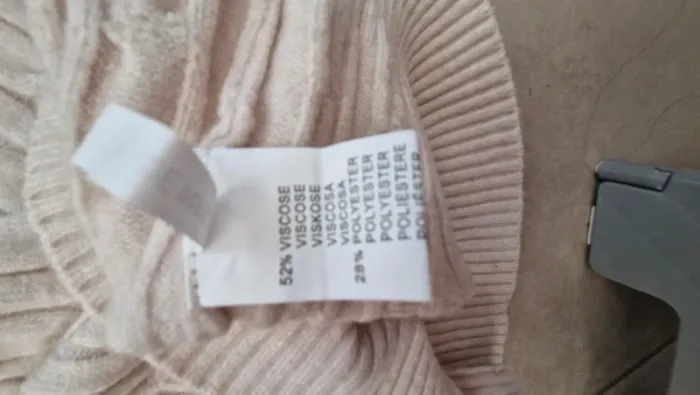 52% VISCOSE
VISCOSE
VISKOSE
VISCOSA
VISCOSA
28% POLYESTER
POLYESTER
POLYESTER
POLIESTERE
POLIESTER